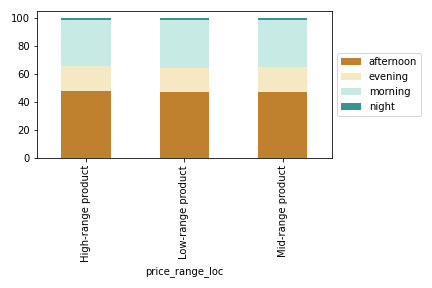 100
80
60
40
20
0
afternoon
evening
morning
night
High-range product
Low-range product
Mid-range product
price_range_loc